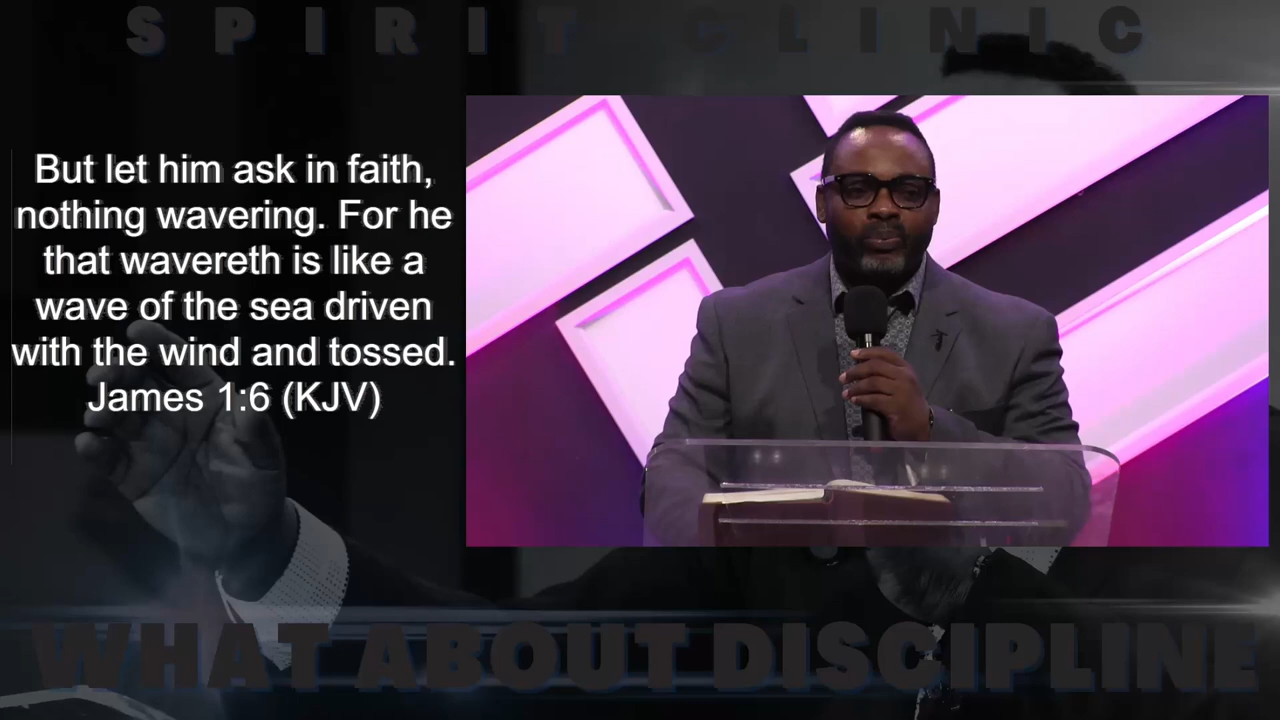 SPIRIT CLINIC
But let him ask in faith,
nothing wavering. For he
that wavereth is like a
wave of the sea driven
with the wind and tossed.
James 1:6 (KJV)
WHAT ABOUT DISCIPLINE